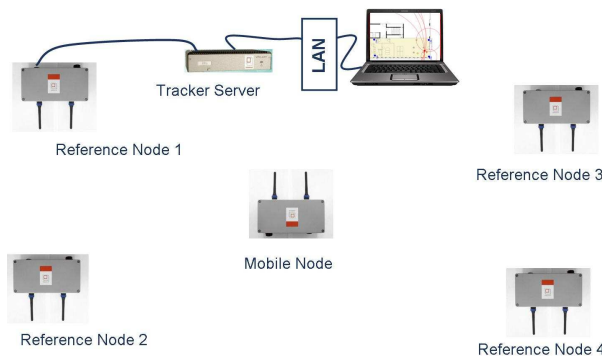 LAN
Tracker Server
Reference Node 1
Reference Node 3
Mobile Node
Reference Node 2
Reference Node 4